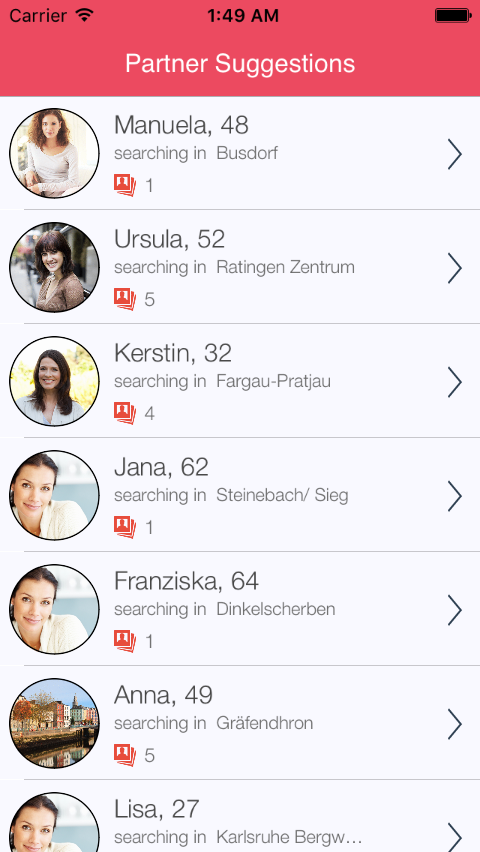 Carrier 1:49 AM
Partner Suggestions
Manuela, 48
searching in Busdorf
1
Ursula, 52
searching in Ratingen Zentrum
5
Kerstin, 32
searching in Fargau-Pratjau
4
Jana, 62
searching in Steinebach/ Sieg
1
Franziska, 64
searching in Dinkelscherben
1
Anna, 49
searching in Gräfendhron
5
Lisa, 27
searching in Karlsruhe Bergw…